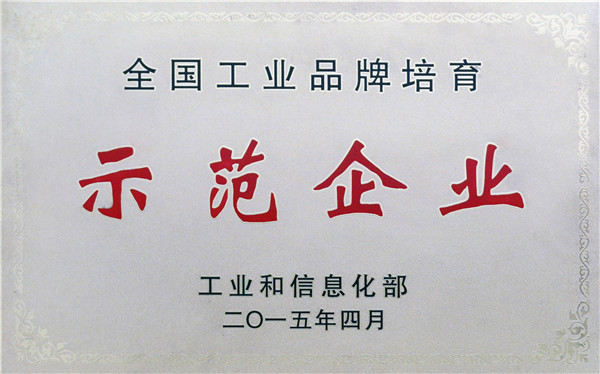 全国工业品牌培育
示范企业
工业和信息化部
二〇一五年四月